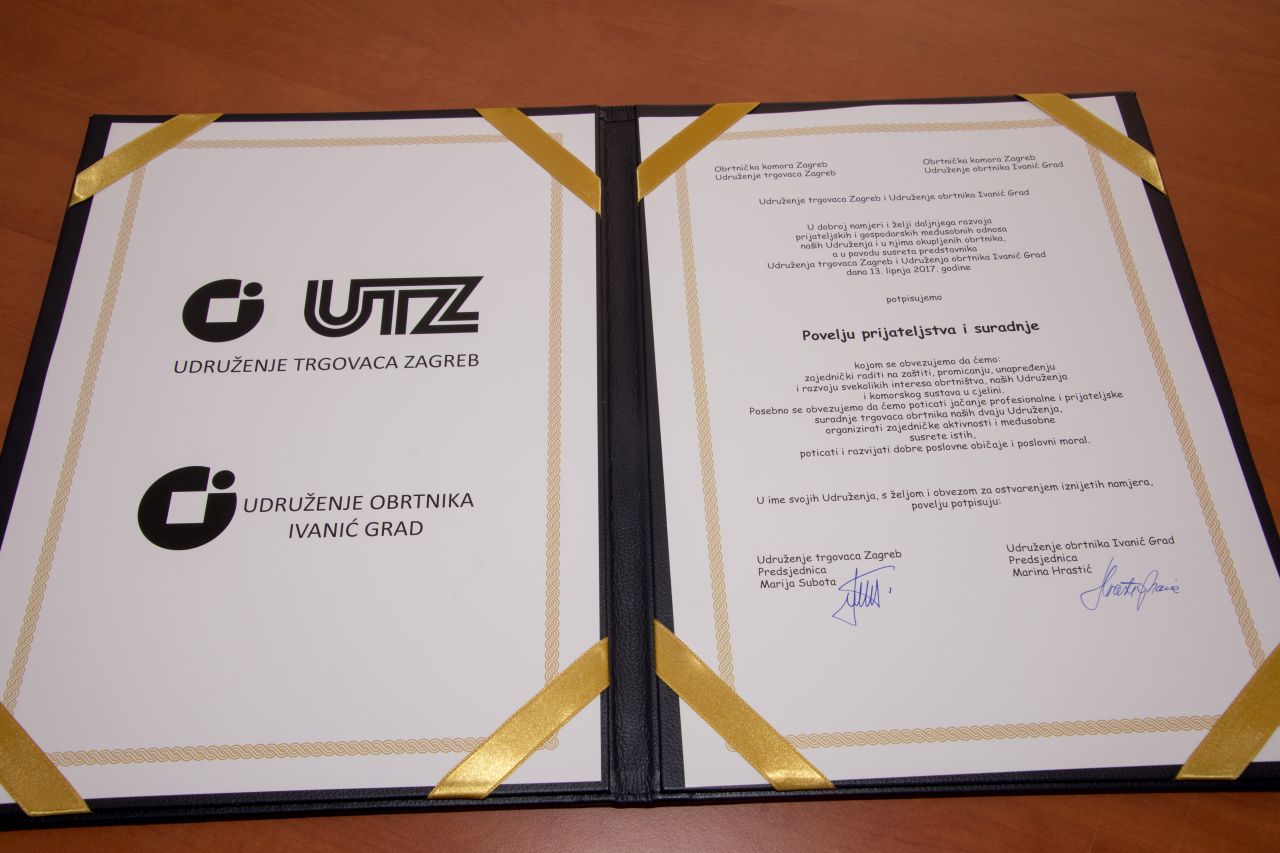 UTZ
UDRUŽENJE TRGOVACA ZAGREB
UDRUŽENJE OBRTNIKA
IVANIĆ GRAD
Obrtnička komora Zagreb
Udruženje trgovaca Zagreb
Obrtnička komora Zagreb
Udruženje obrtnika Ivanić Grad
Udruženje trgovaca Zagreb i Udruženje obrtnika Ivanić Grad
U dobroj namjeri i želji daljnjega razvoja
prijateljskih i gospodarskih međusobnih odnosa
naših Udruženja i u njima okupljenih obrtnika,
a u povodu susreta predstavnika
Udruženja trgovaca Zagreb i Udruženja obrtnika Ivanić Grad
dana 13. lipnja 2017. godine
potpisujemo
Povelju prijateljstva i suradnje
kojom se obvezujemo da ćemo:
zajednički raditi na zaštiti, promicanju, unapređenju
i razvoju svekolikih interesa obrtništva, naših Udruženja
i komorskog sustava u cjelini.
Posebno se obvezujemo da ćemo poticati jačanje profesionalne i prijateljske
suradnje trgovaca obrtnika naših dvaju Udruženja,
organizirati zajedničke aktivnosti i međusobne
susrete istih,
poticati i razvijati dobre poslovne običaje i poslovni moral.
U ime svojih Udruženja, s željom i obvezom za ostvarenjem iznijetih namjera,
povelju potpisuju:
Udruženje trgovaca Zagreb
Predsjednica
Marija Subota
Udruženje obrtnika Ivanić Grad
Predsjednica
Marina Hrastić